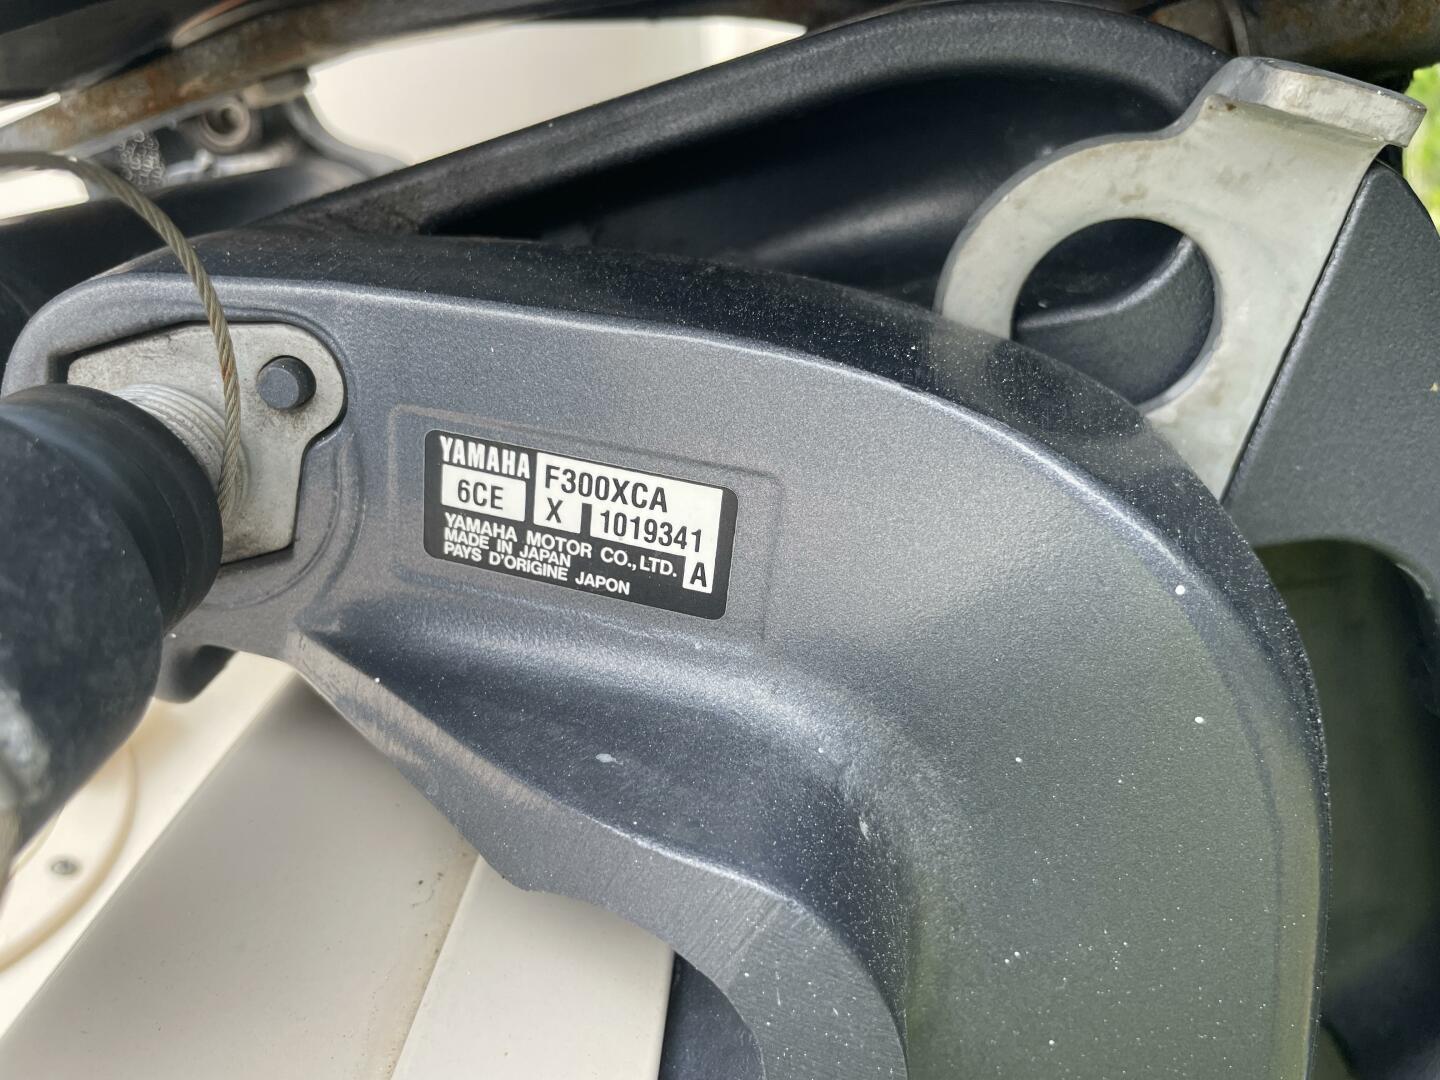 YAMAHA F300XCA
6CE X 1019341
YAMAHA MOTOR CO.,LTD. A
MADE IN JAPAN
PAYS D'ORIGINE JAPON